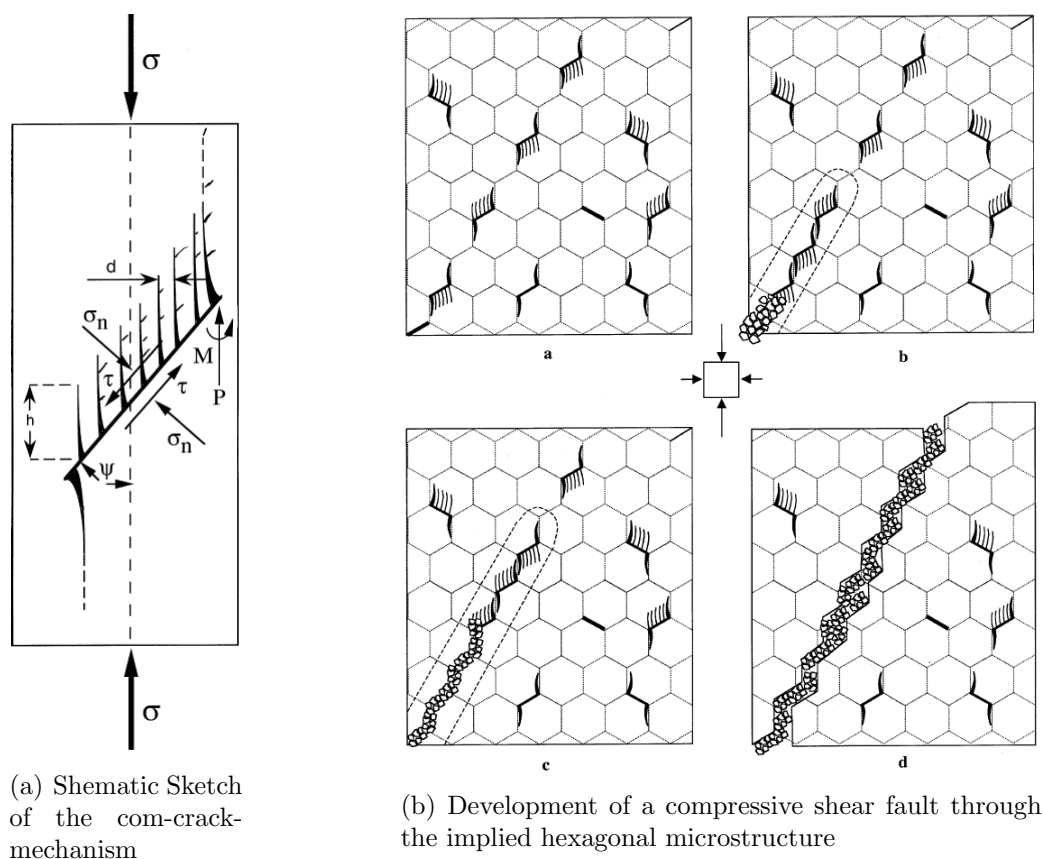 σ
d
σn
τ
M
τ
P
h
σn
ψ
σ
(a) Shematic Sketch
of the com-crack-
mechanism
a
b
c
d
(b) Development of a compressive shear fault through
the implied hexagonal microstructure